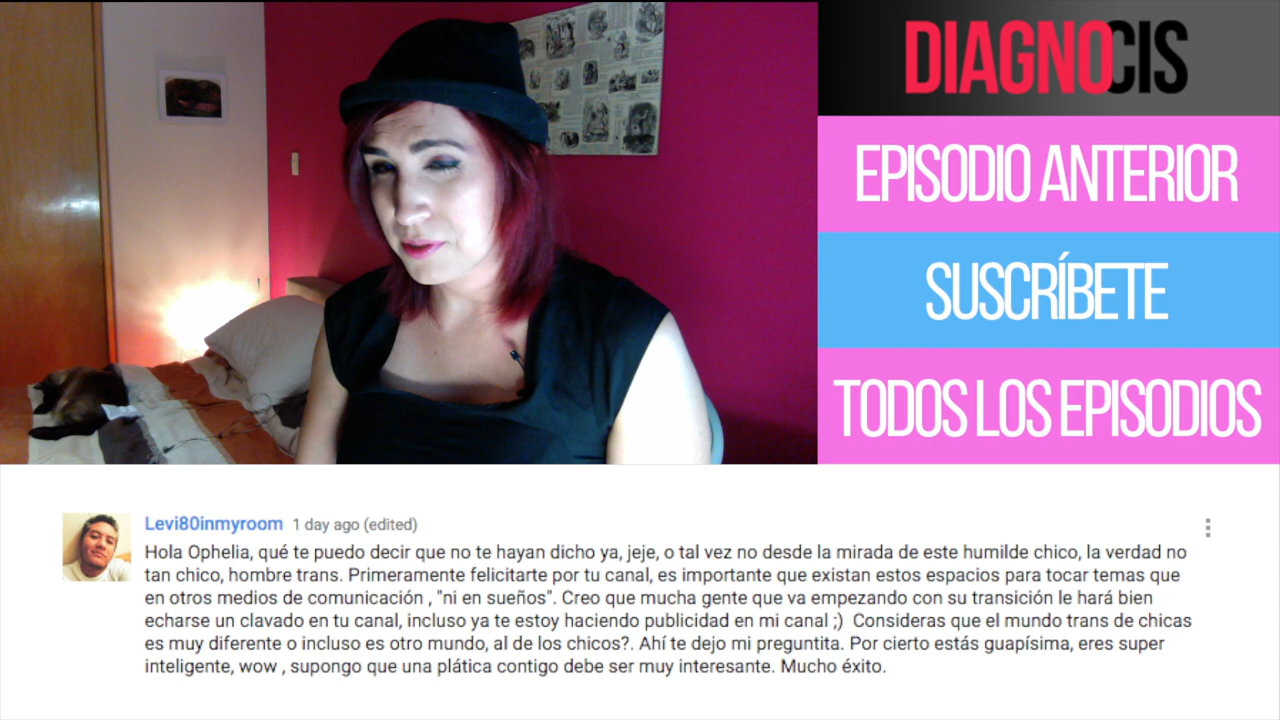 DIAGNOCIS
EPISODIO ANTERIOR
SUSCRÍBETE
TODOS LOS EPISODIOS
Levi80inmyroom 1 day ago (edited)
Hola Ophelia, qué te puedo decir que no te hayan dicho ya, jeje, o tal vez no desde la mirada de este humilde chico, la verdad no
tan chico, hombre trans. Primeramente felicitarte por tu canal, es importante que existan estos espacios para tocar temas que
en otros medios de comunicación , "ni en sueños". Creo que mucha gente que va empezando con su transición le hará bien
echarse un clavado en tu canal, incluso ya te estoy haciendo publicidad en mi canal ;) Consideras que el mundo trans de chicas
es muy diferente o incluso es otro mundo, al de los chicos?. Ahí te dejo mi preguntita. Por cierto estás guapísima, eres super
inteligente, wow , supongo que una plática contigo debe ser muy interesante. Mucho éxito.